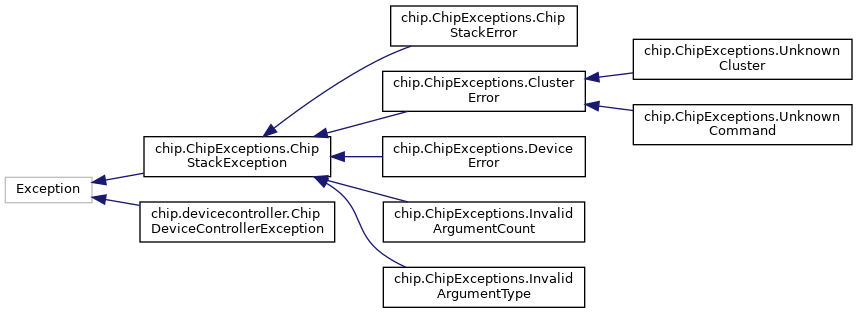 chip.ChipExceptions.Chip
StackError
chip.ChipExceptions.Unknown
Cluster
chip.ChipExceptions.Cluster
Error
chip.ChipExceptions.Unknown
Command
chip.ChipExceptions.Chip
StackException
chip.ChipExceptions.Device
Error
Exception
chip.devicecontroller.Chip
DeviceControllerException
chip.ChipExceptions.Invalid
ArgumentCount
chip.ChipExceptions.Invalid
ArgumentType